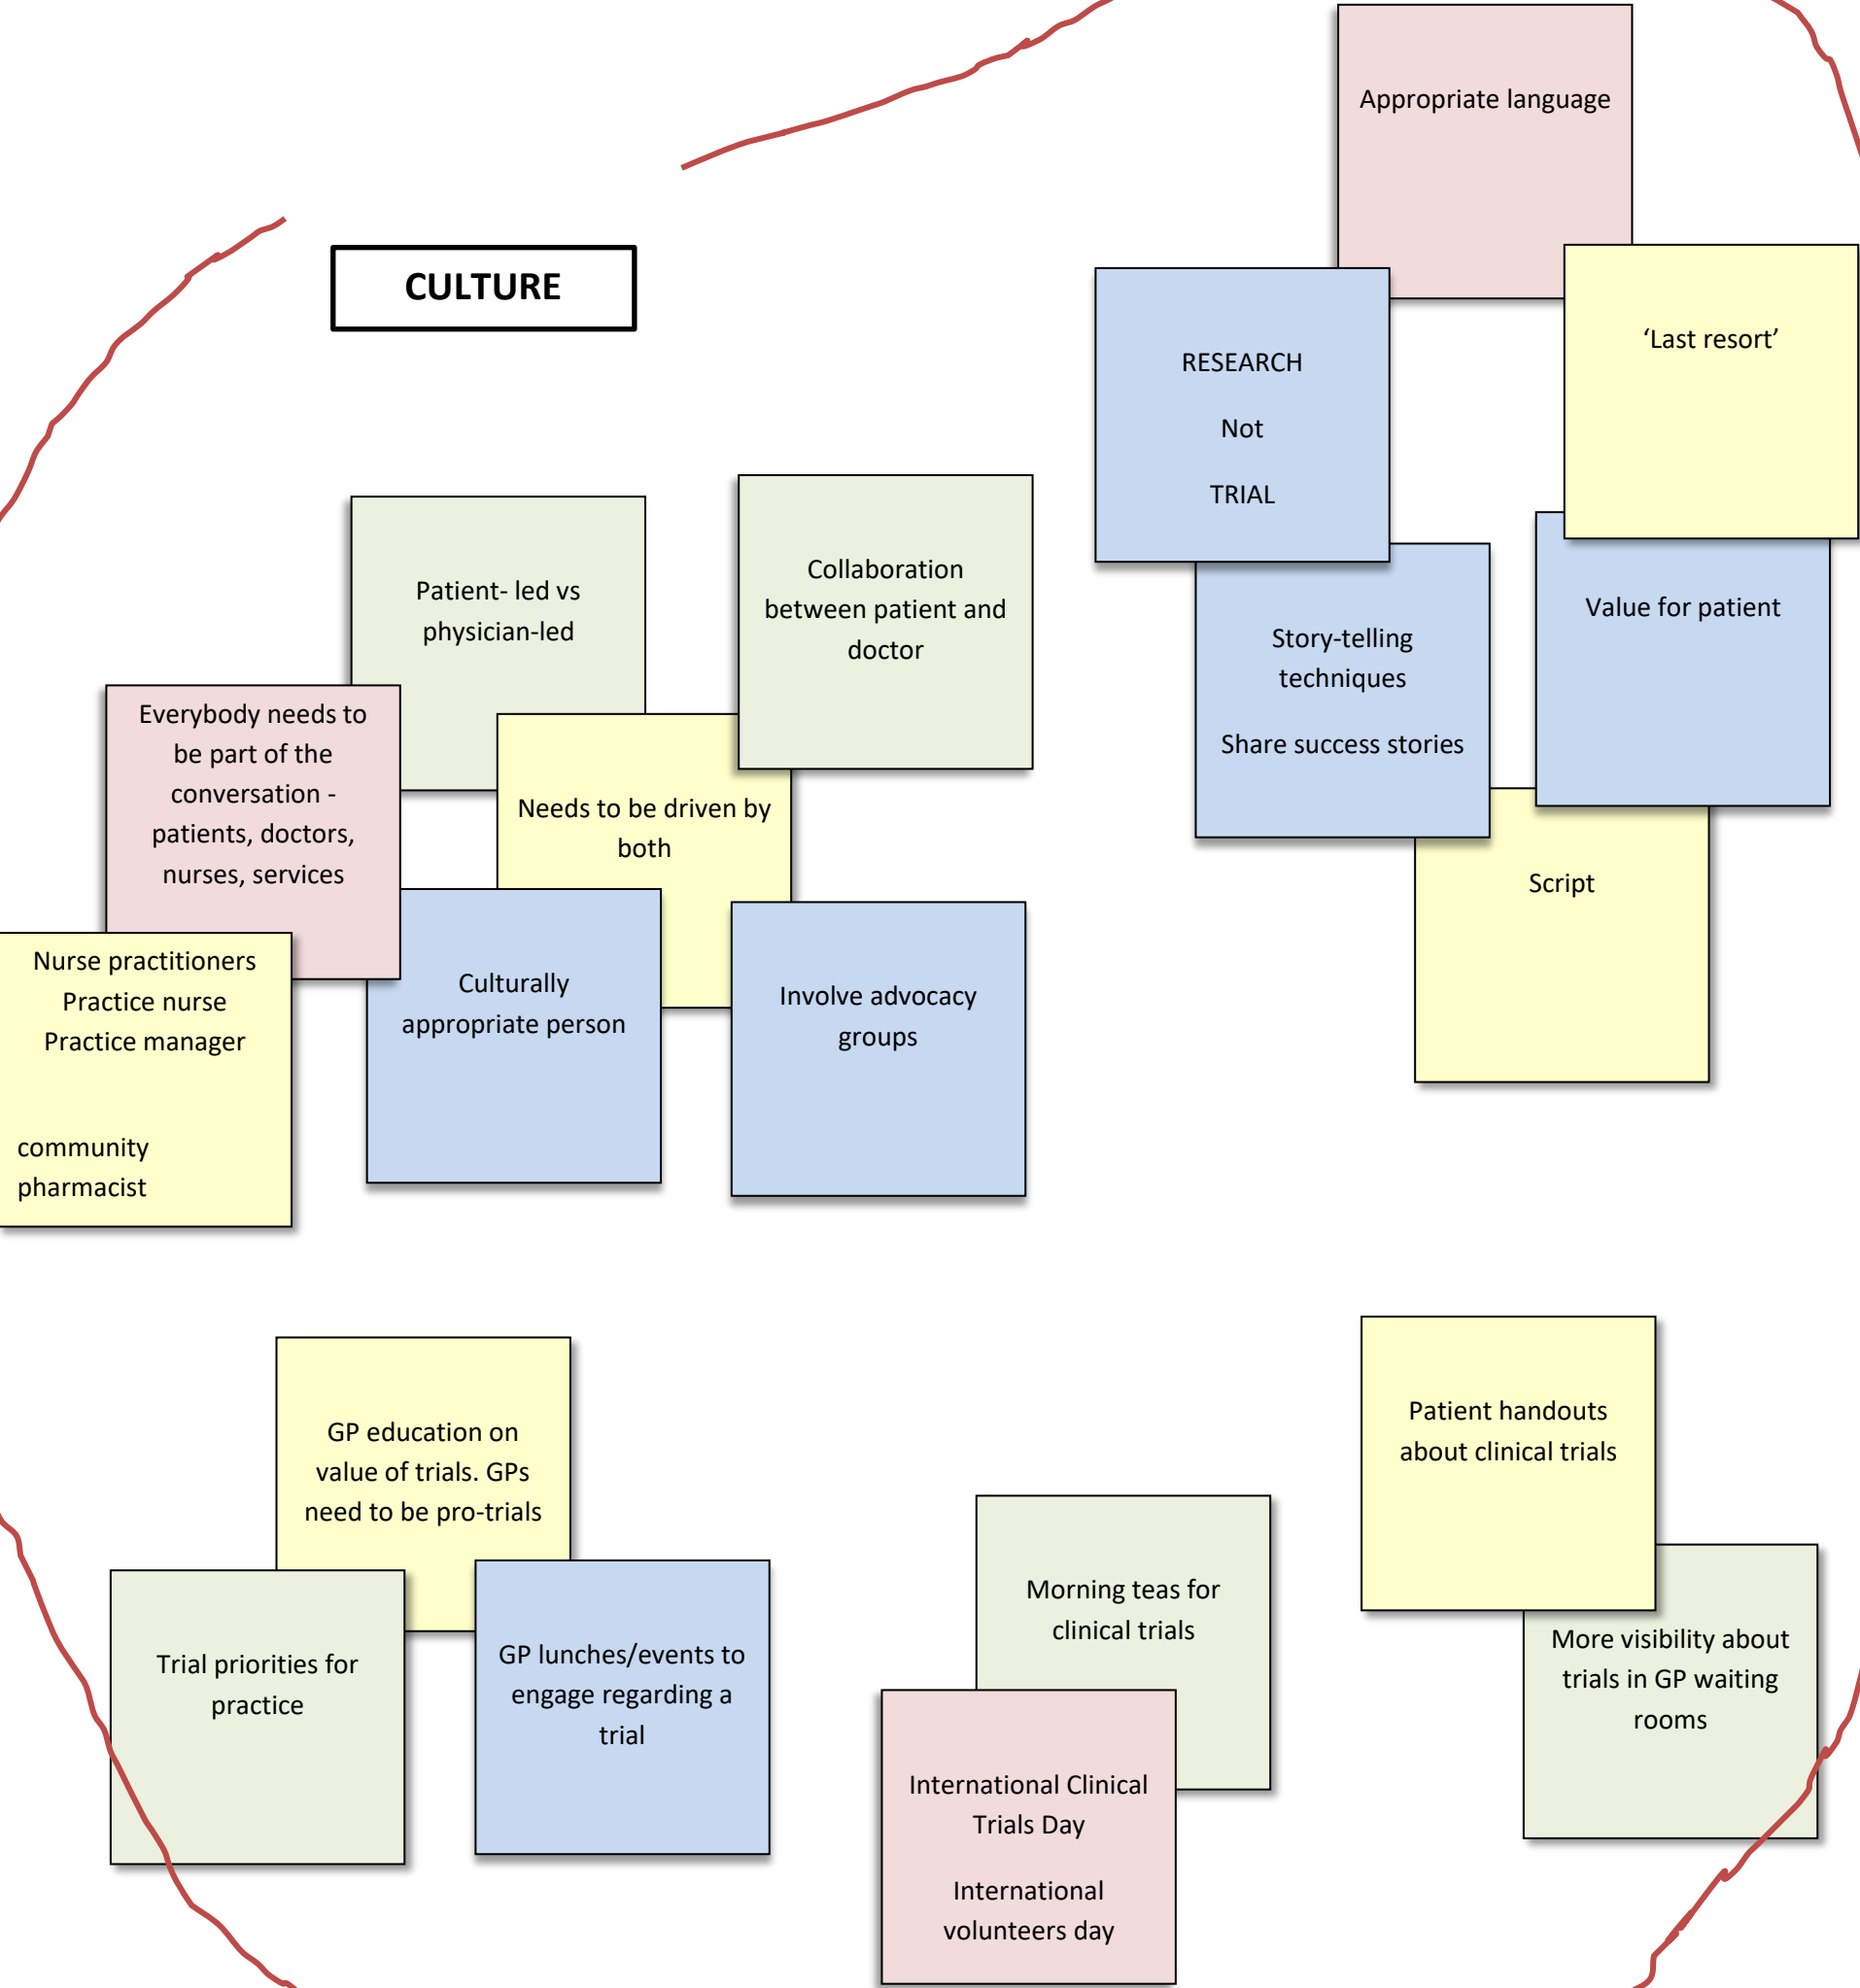 CULTURE
Appropriate language
‘Last resort’
RESEARCH
Not
TRIAL
Value for patient
Story-telling
techniques
Share success stories
Script
Patient- led vs
physician-led
Collaboration
between patient and
doctor
Everybody needs to
be part of the
conversation -
patients, doctors,
nurses, services
Needs to be driven by
both
Nurse practitioners
Practice nurse
Practice manager
community
pharmacist
Culturally
appropriate person
Involve advocacy
groups
GP education on
value of trials. GPs
need to be pro-trials
Trial priorities for
practice
GP lunches/events to
engage regarding a
trial
Morning teas for
clinical trials
International Clinical
Trials Day
International
volunteers day
Patient handouts
about clinical trials
More visibility about
trials in GP waiting
rooms